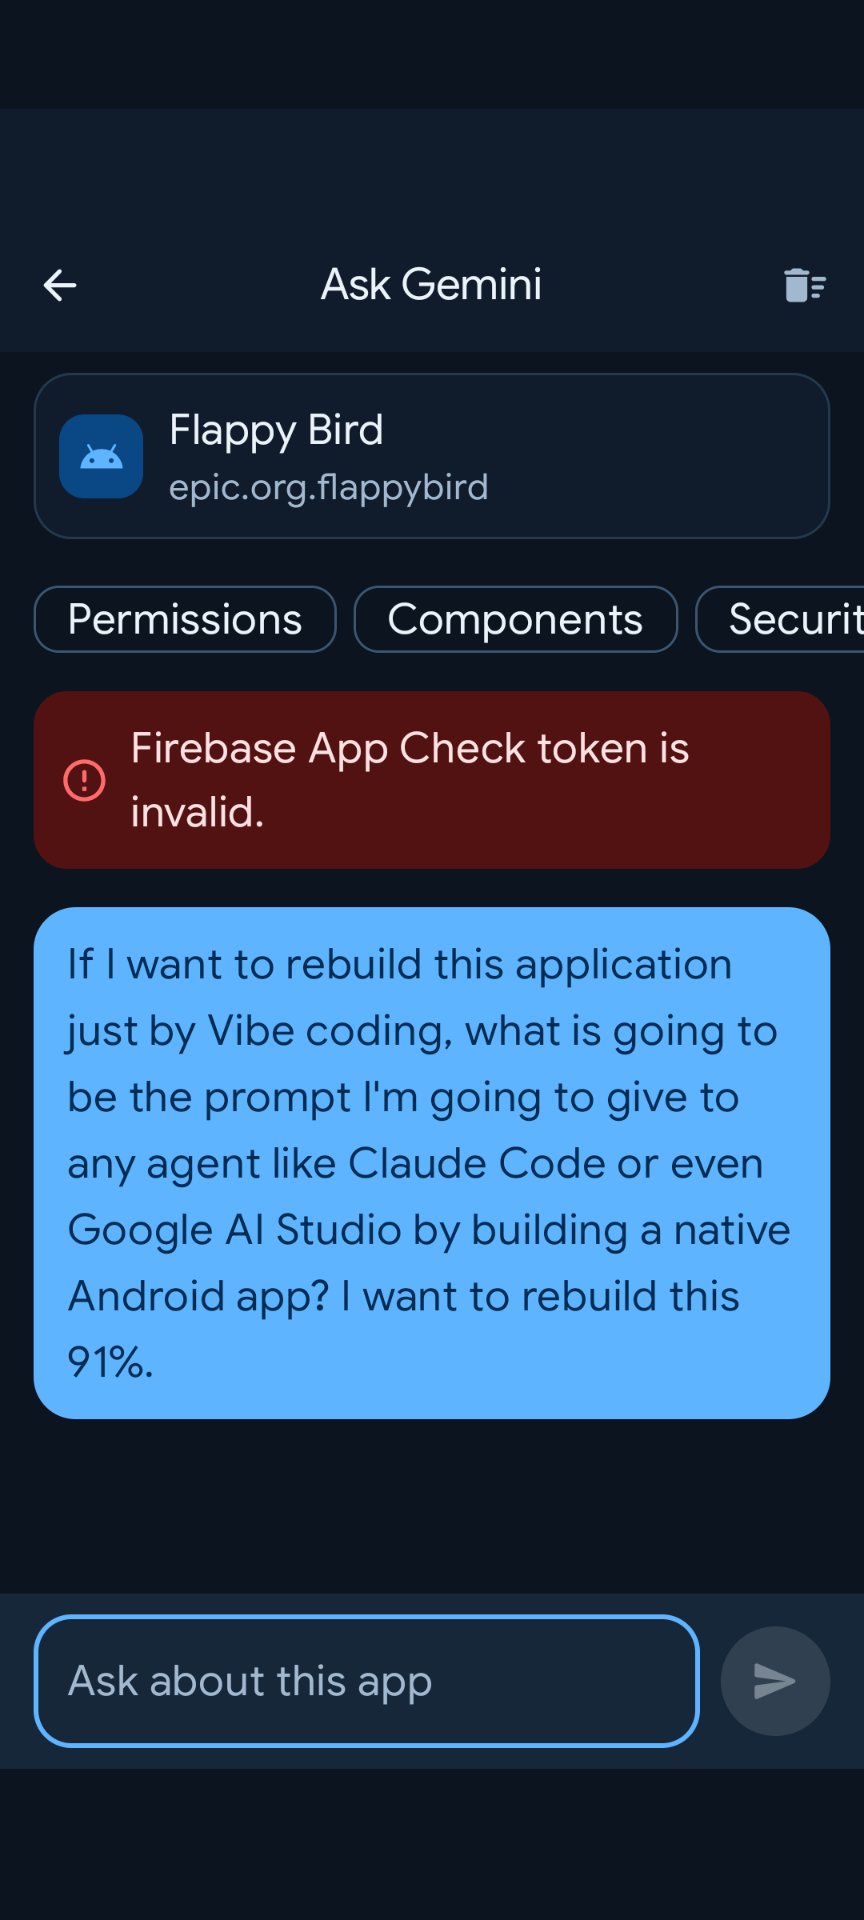 Ask Gemini
Flappy Bird
epic.org.flappybird
Permissions
Components
Securit
Firebase App Check token is
invalid.
If I want to rebuild this application
just by Vibe coding, what is going to
be the prompt I'm going to give to
any agent like Claude Code or even
Google AI Studio by building a native
Android app? I want to rebuild this
91%.
Ask about this app